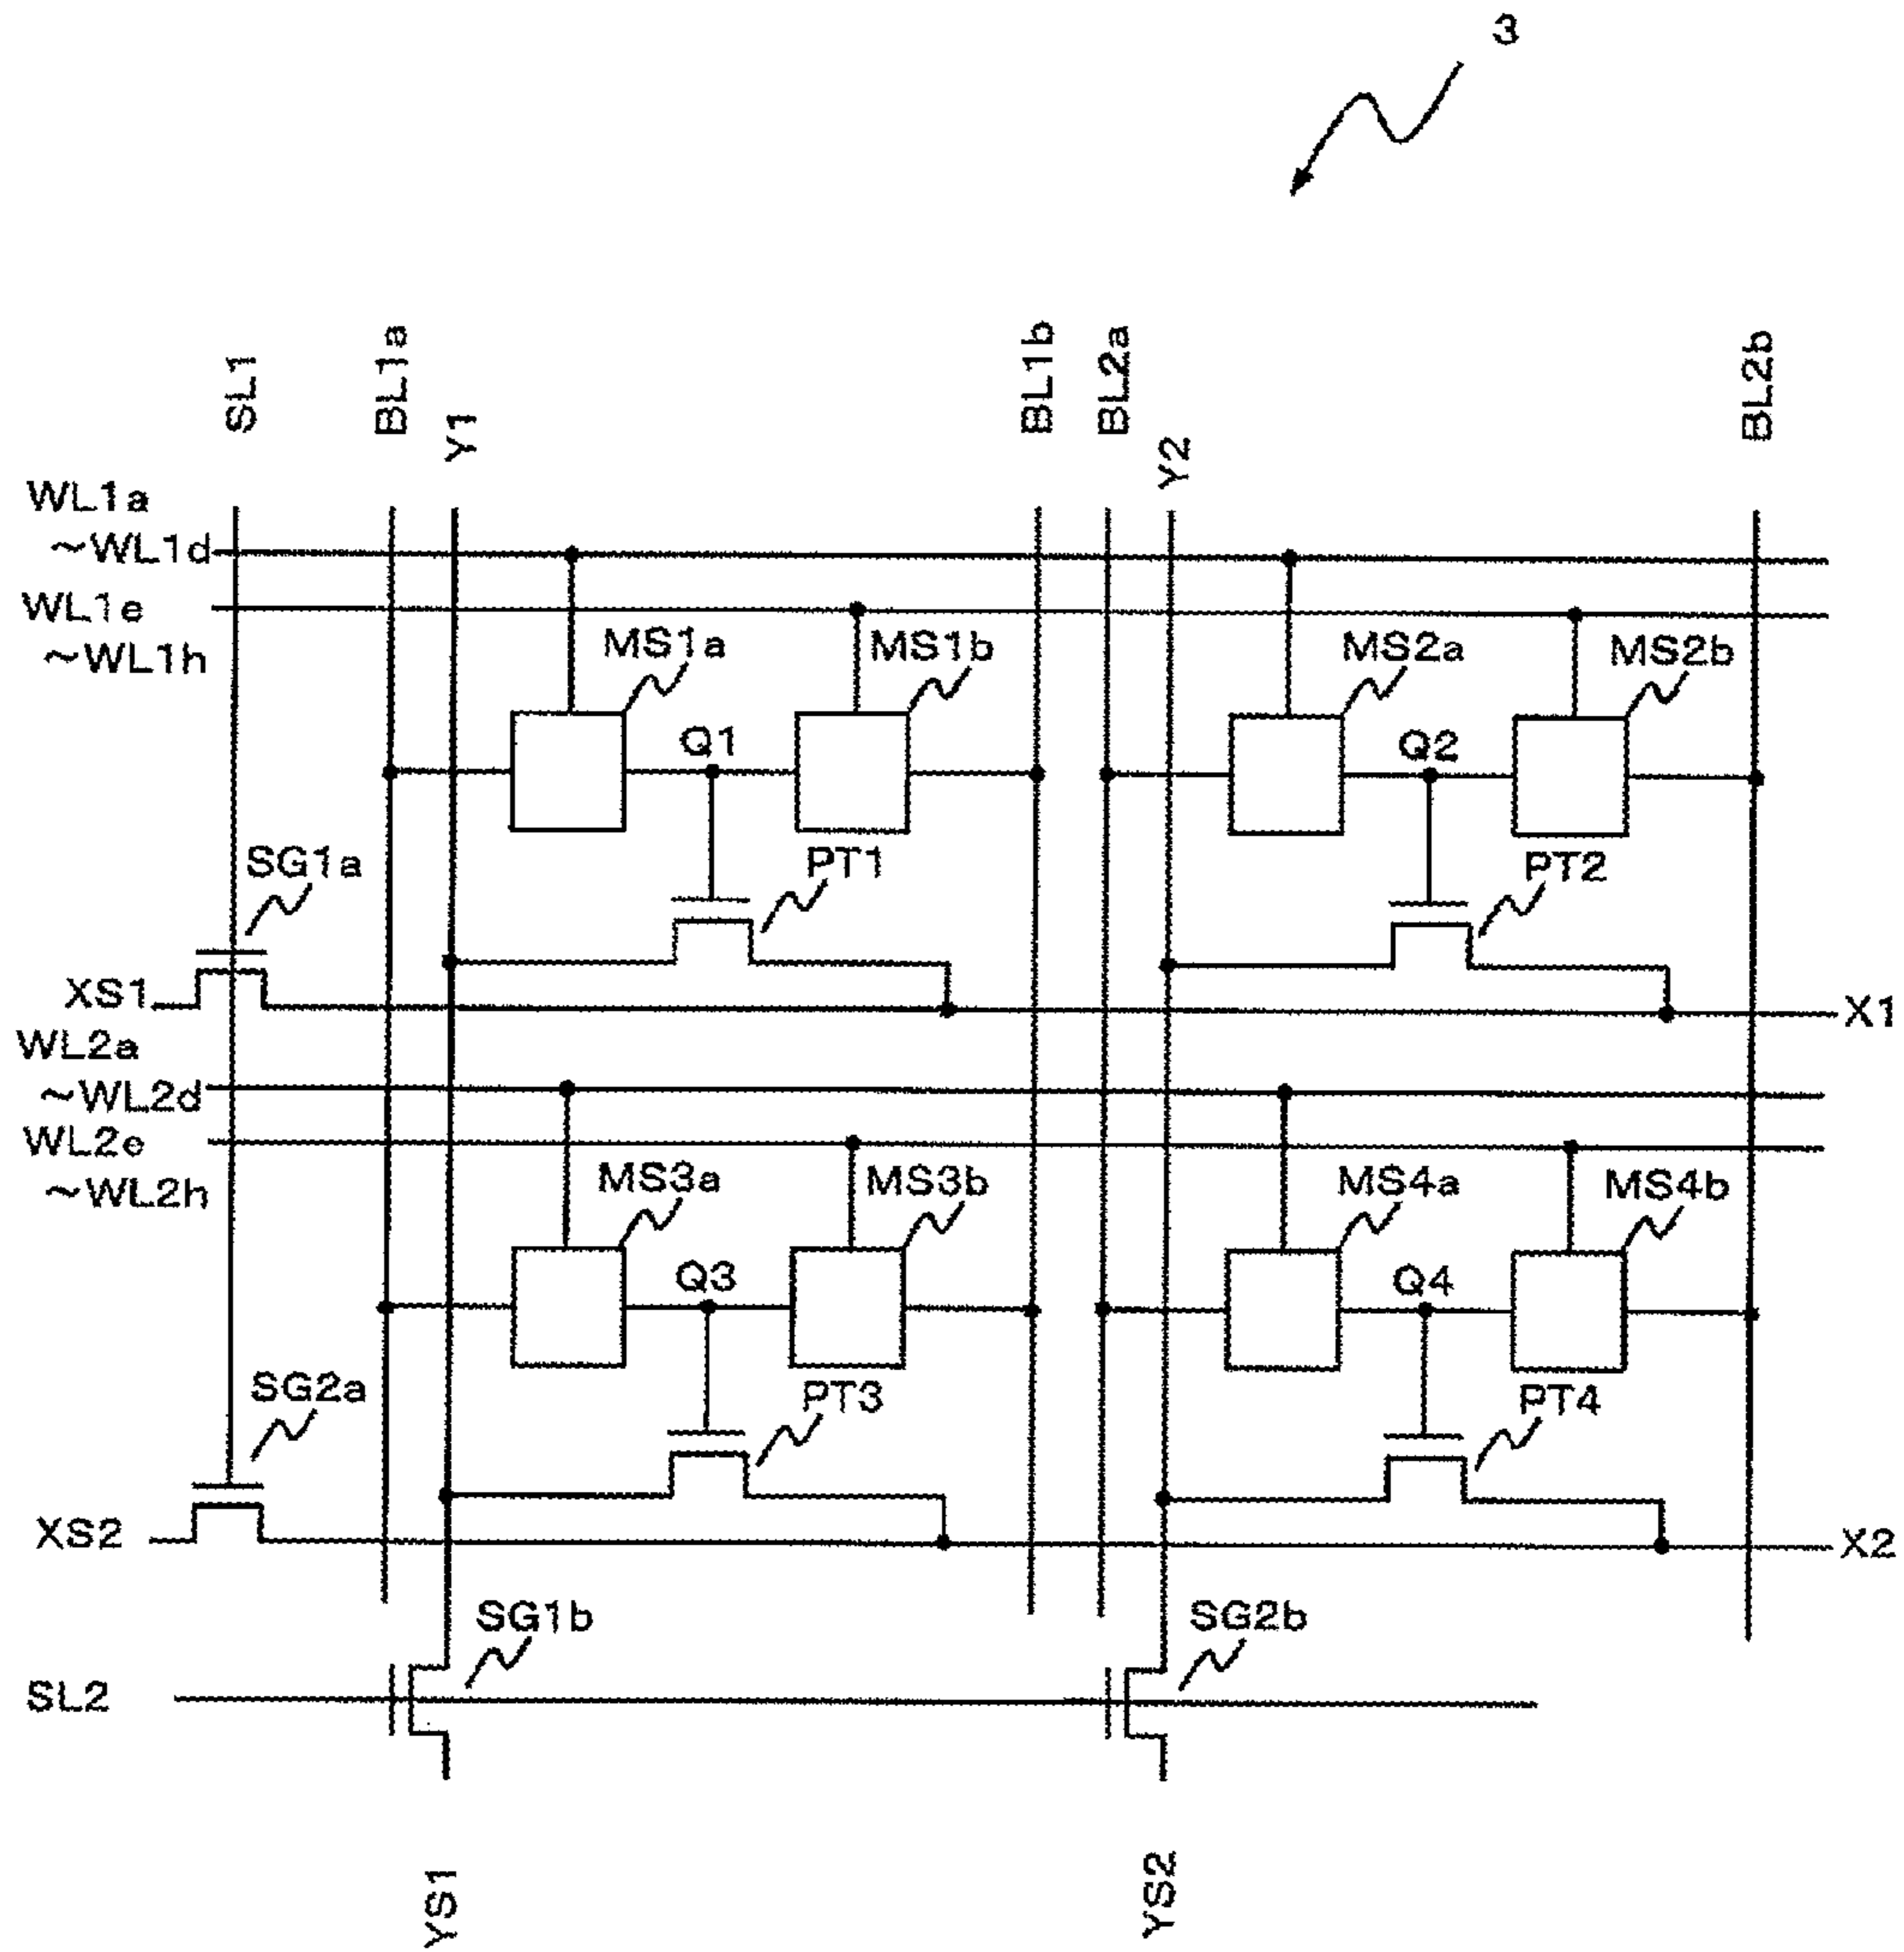 3
SL1
BL1a
Y1
BL1b
BL2a
Y2
BL2b
WL1a
~WL1d
WL1e
~WL1h
MS1a
MS1b
MS2a
MS2b
Q1
Q2
SG1a
PT1
PT2
XS1
X1
WL2a
~WL2d
WL2e
~WL2h
MS3a
MS3b
MS4a
MS4b
Q3
Q4
SG2a
PT3
PT4
XS2
X2
SG1b
SG2b
SL2
YS1
YS2